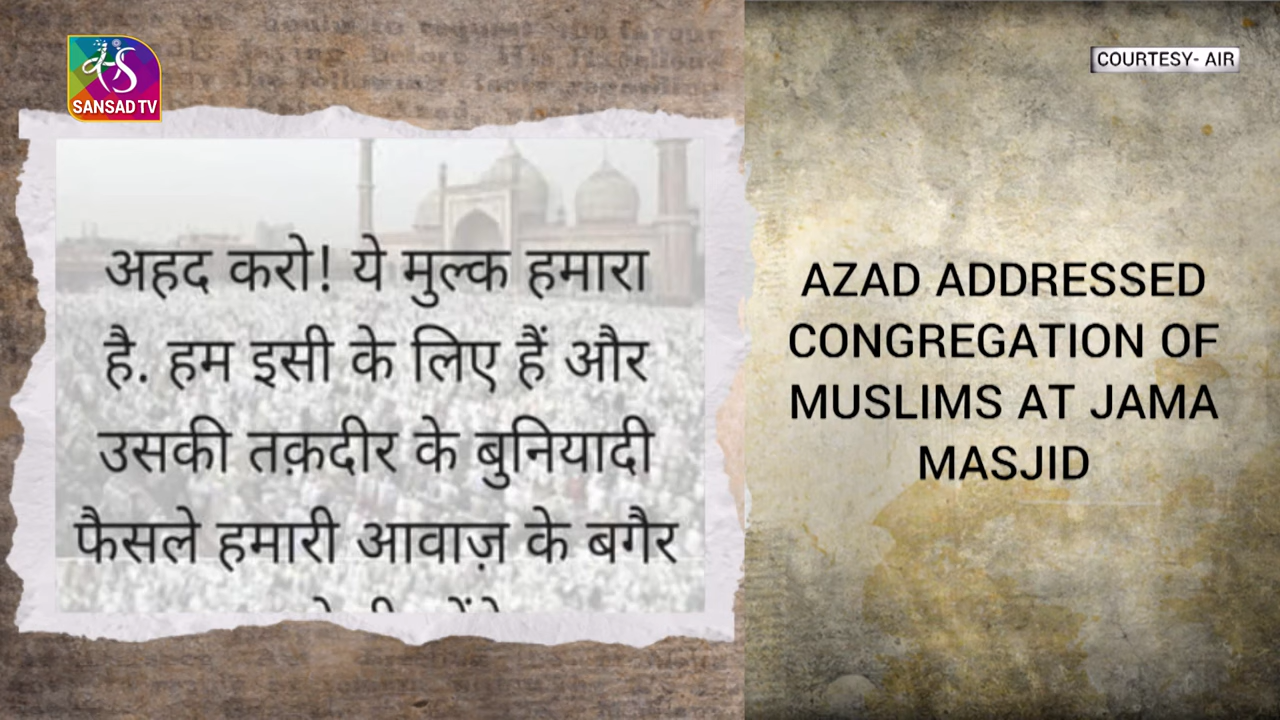 SANSAD TV
COURTESY- AIR
अहद करो! ये मुल्क हमारा
है. हम इसी के लिए हैं और
उसकी तक़दीर के बुनियादी
फैसले हमारी आवाज़ के बगैर
AZAD ADDRESSED
CONGREGATION OF
MUSLIMS AT JAMA
MASJID